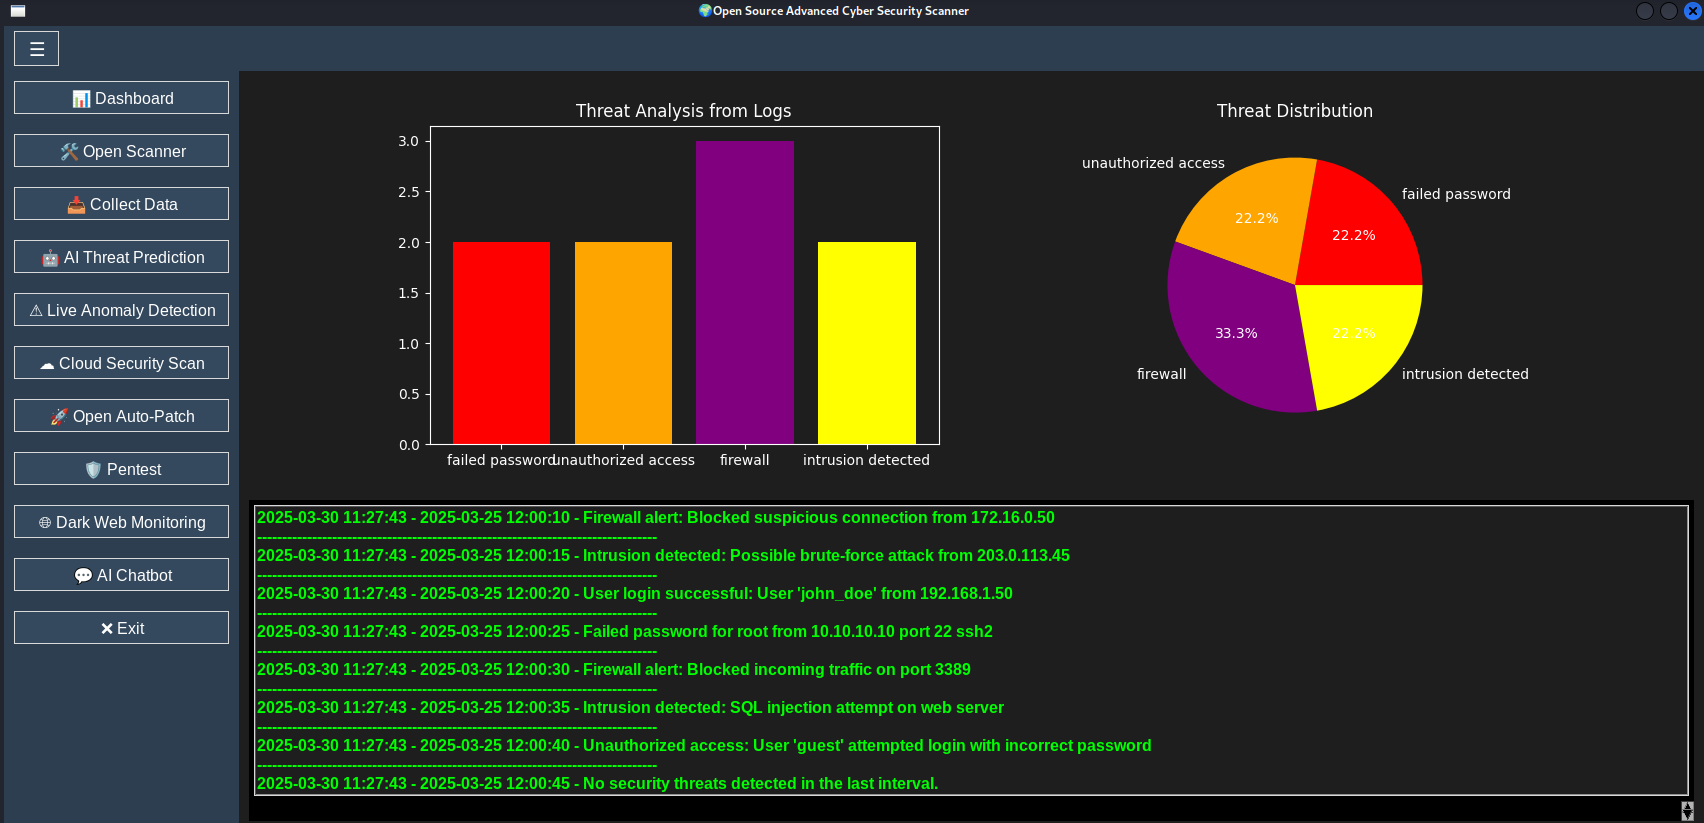 🌍Open Source Advanced Cyber Security Scanner
☰
📊 Dashboard
🛠 Open Scanner
📥 Collect Data
🤖 AI Threat Prediction
⚠ Live Anomaly Detection
☁ Cloud Security Scan
🚀 Open Auto-Patch
🛡 Pentest
🌐 Dark Web Monitoring
💬 AI Chatbot
❌ Exit
Threat Analysis from Logs
3.0
2.5
2.0
1.5
1.0
0.5
0.0
failed password
unauthorized access
firewall
intrusion detected
Threat Distribution
unauthorized access
failed password
22.2%
22.2%
33.3%
22.2%
firewall
intrusion detected
2025-03-30 11:27:43 - 2025-03-25 12:00:10 - Firewall alert: Blocked suspicious connection from 172.16.0.50
--------------------------------------------------------------------------------
2025-03-30 11:27:43 - 2025-03-25 12:00:15 - Intrusion detected: Possible brute-force attack from 203.0.113.45
--------------------------------------------------------------------------------
2025-03-30 11:27:43 - 2025-03-25 12:00:20 - User login successful: User 'john_doe' from 192.168.1.50
--------------------------------------------------------------------------------
2025-03-30 11:27:43 - 2025-03-25 12:00:25 - Failed password for root from 10.10.10.10 port 22 ssh2
--------------------------------------------------------------------------------
2025-03-30 11:27:43 - 2025-03-25 12:00:30 - Firewall alert: Blocked incoming traffic on port 3389
--------------------------------------------------------------------------------
2025-03-30 11:27:43 - 2025-03-25 12:00:35 - Intrusion detected: SQL injection attempt on web server
--------------------------------------------------------------------------------
2025-03-30 11:27:43 - 2025-03-25 12:00:40 - Unauthorized access: User 'guest' attempted login with incorrect password
--------------------------------------------------------------------------------
2025-03-30 11:27:43 - 2025-03-25 12:00:45 - No security threats detected in the last interval.